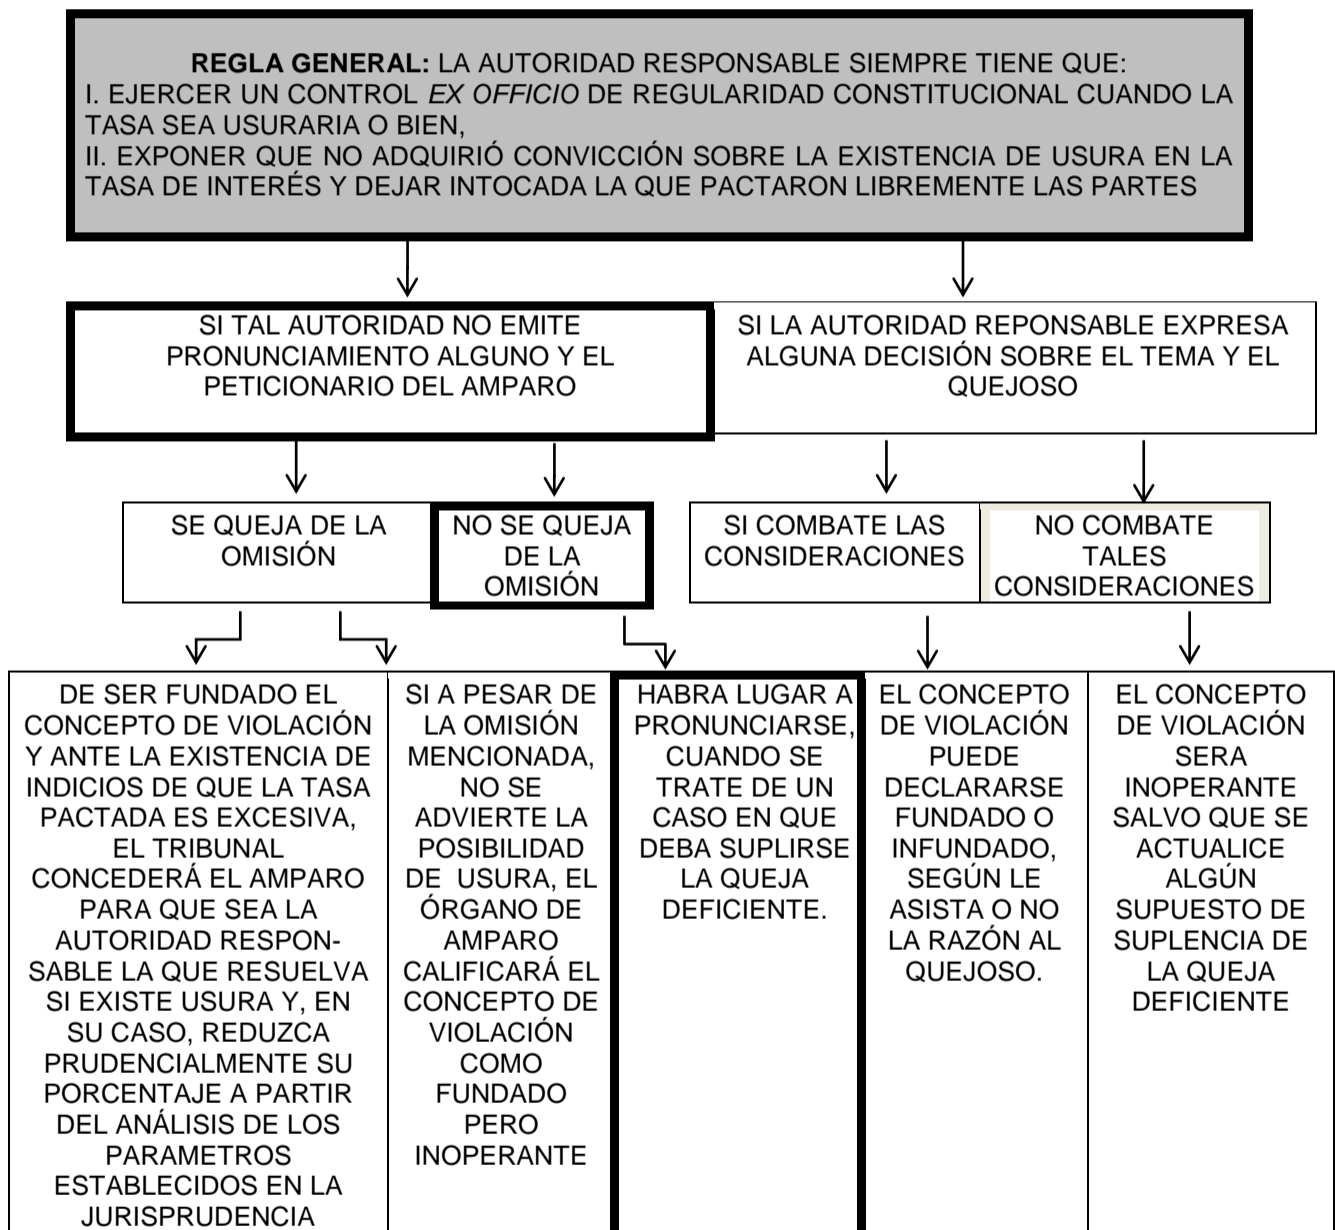 REGLA GENERAL: LA AUTORIDAD RESPONSABLE SIEMPRE TIENE QUE:
I. EJERCER UN CONTROL EX OFFICIO DE REGULARIDAD CONSTITUCIONAL CUANDO LA
TASA SEA USURARIA O BIEN,
II. EXPONER QUE NO ADQUIRIÓ CONVICCIÓN SOBRE LA EXISTENCIA DE USURA EN LA
TASA DE INTERÉS Y DEJAR INTOCADA LA QUE PACTARON LIBREMENTE LAS PARTES
SI TAL AUTORIDAD NO EMITE
PRONUNCIAMIENTO ALGUNO Y EL
PETICIONARIO DEL AMPARO
SI LA AUTORIDAD REPONSABLE EXPRESA
ALGUNA DECISIÓN SOBRE EL TEMA Y EL
QUEJOSO
SE QUEJA DE LA
OMISIÓN
NO SE QUEJA
DE LA
OMISIÓN
SI COMBATE LAS
CONSIDERACIONES
NO COMBATE
TALES
CONSIDERACIONES
DE SER FUNDADO EL
CONCEPTO DE VIOLACIÓN
Y ANTE LA EXISTENCIA DE
INDICIOS DE QUE LA TASA
PACTADA ES EXCESIVA,
EL TRIBUNAL
CONCEDERÁ EL AMPARO
PARA QUE SEA LA
AUTORIDAD RESPON-
SABLE LA QUE RESUELVA
SI EXISTE USURA Y, EN
SU CASO, REDUZCA
PRUDENCIALMENTE SU
PORCENTAJE A PARTIR
DEL ANÁLISIS DE LOS
PARAMETROS
ESTABLECIDOS EN LA
JURISPRUDENCIA
SI A PESAR DE
LA OMISIÓN
MENCIONADA,
NO SE
ADVIERTE LA
POSIBILIDAD
DE USURA, EL
ÓRGANO DE
AMPARO
CALIFICARÁ EL
CONCEPTO DE
VIOLACIÓN
COMO
FUNDADO
PERO
INOPERANTE
HABRA LUGAR A
PRONUNCIARSE,
CUANDO SE
TRATE DE UN
CASO EN QUE
DEBA SUPLIRSE
LA QUEJA
DEFICIENTE.
EL CONCEPTO
DE VIOLACIÓN
PUEDE
DECLARARSE
FUNDADO O
INFUNDADO,
SEGÚN LE
ASISTA O NO
LA RAZÓN AL
QUEJOSO.
EL CONCEPTO
DE VIOLACIÓN
SERA
INOPERANTE
SALVO QUE SE
ACTUALICE
ALGÚN
SUPUESTO DE
SUPLENCIA DE
LA QUEJA
DEFICIENTE